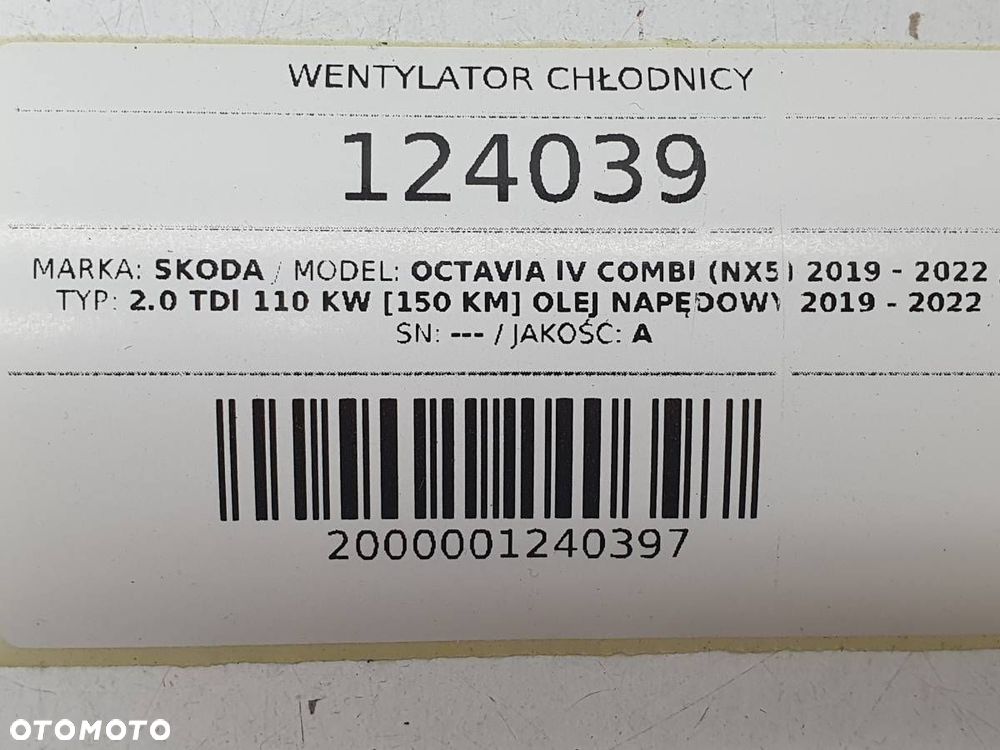 WENTYLATOR CHŁODNICY
124039
MARKA: SKODA / MODEL: OCTAVIA IV COMBI (NX5) 2019 - 2022
TYP: 2.0 TDI 110 KW [150 KM] OLEJ NAPĘDOWY 2019 - 2022
SN: --- / JAKOŚĆ: A
2000001240397
OTOMOTO